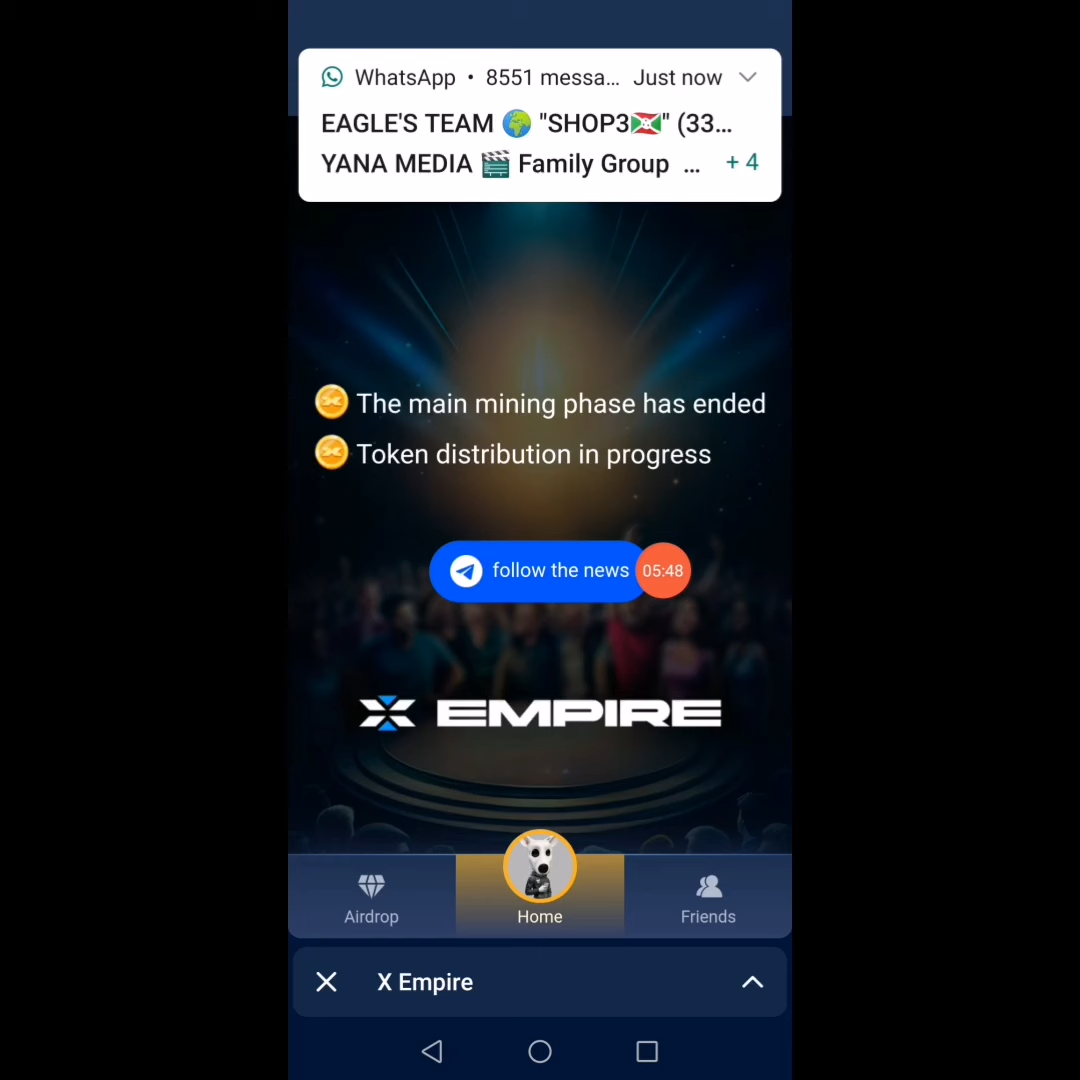 WhatsApp • 8551 messa... Just now
EAGLE'S TEAM 🌍 "SHOP3🇧🇮" (33...
YANA MEDIA 🎬 Family Group ... + 4
The main mining phase has ended
Token distribution in progress
follow the news 05:48
X EMPIRE
Airdrop Home Friends
X Empire